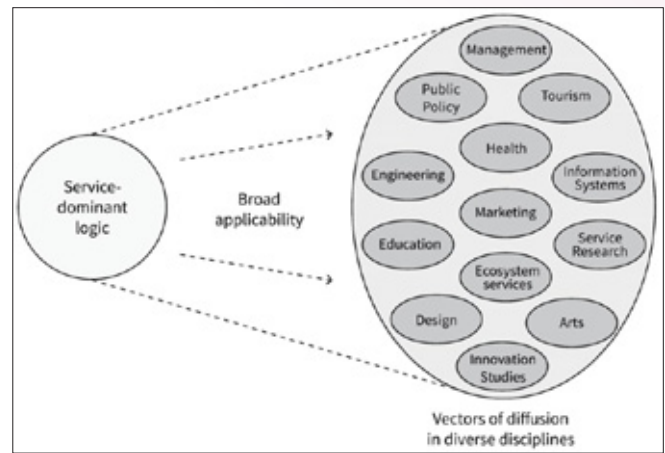 Service-
dominant
logic
Broad
applicability
Management
Public
Policy
Tourism
Health
Engineering
Information
Systems
Marketing
Education
Service
Research
Ecosystem
services
Design
Arts
Innovation
Studies
Vectors of diffusion
in diverse disciplines